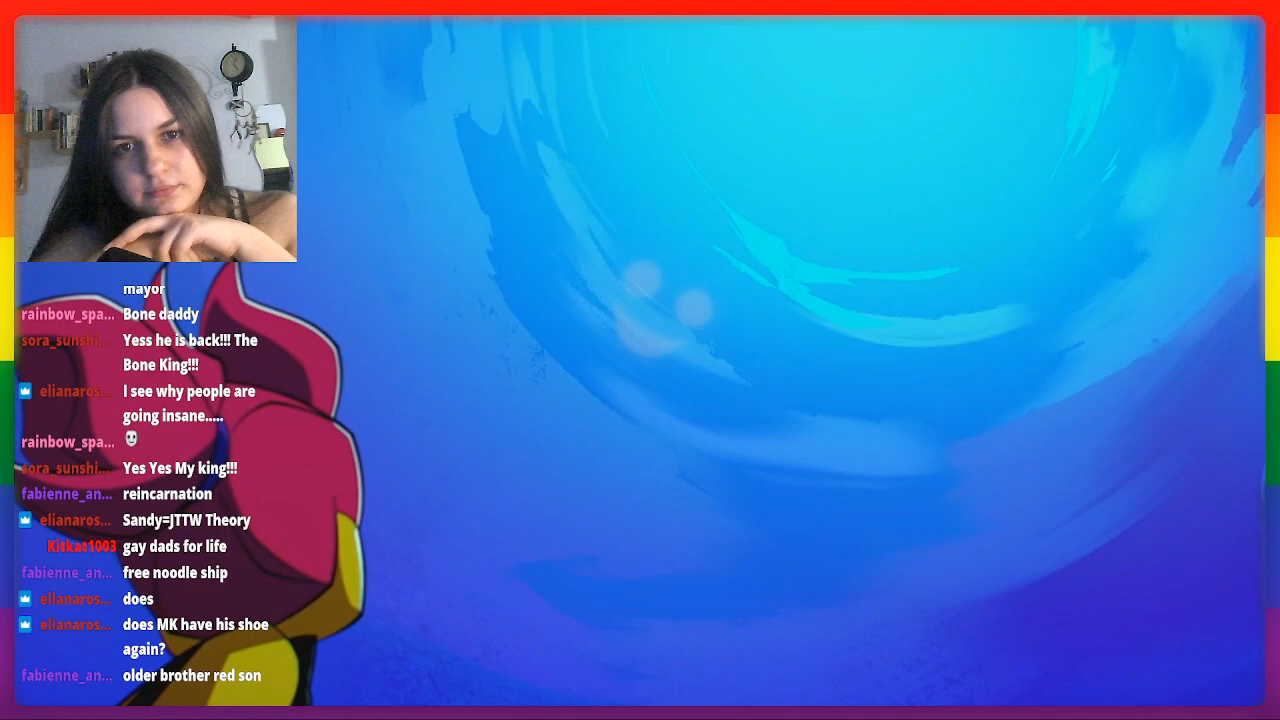 mayor
rainbow_spa... Bone daddy
sora_sunshi... Yess he is back!!! The
Bone King!!!
elianaros... I see why people are
going insane.....
rainbow_spa...
sora_sunshi... Yes Yes My king!!!
fabienne_an... reincarnation
elianaros... Sandy=JTTW Theory
Kitkat1003 gay dads for life
fabienne_an... free noodle ship
elianaros... does
elianaros... does MK have his shoe
again?
fabienne_an... older brother red son